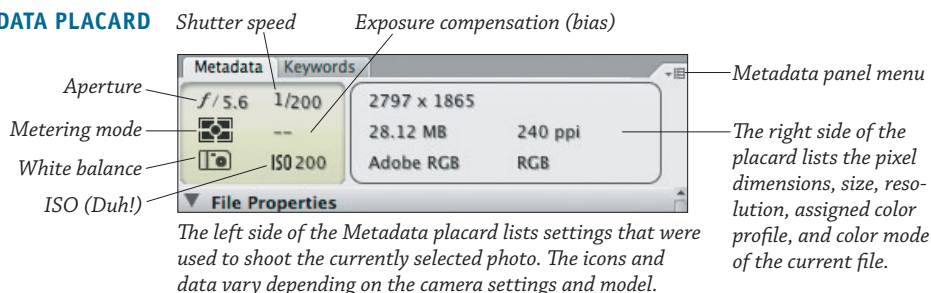 DATA PLACARD
Shutter speed
Exposure compensation (bias)
Aperture
Metering mode
White balance
ISO (Duh!)
Metadata Keywords
f/5.6 1/200
--
ISO 200
2797 x 1865
28.12 MB 240 ppi
Adobe RGB RGB
File Properties
Metadata panel menu
The right side of the
placard lists the pixel
dimensions, size, reso-
lution, assigned color
profile, and color mode
of the current file.
The left side of the Metadata placard lists settings that were
used to shoot the currently selected photo. The icons and
data vary depending on the camera settings and model.